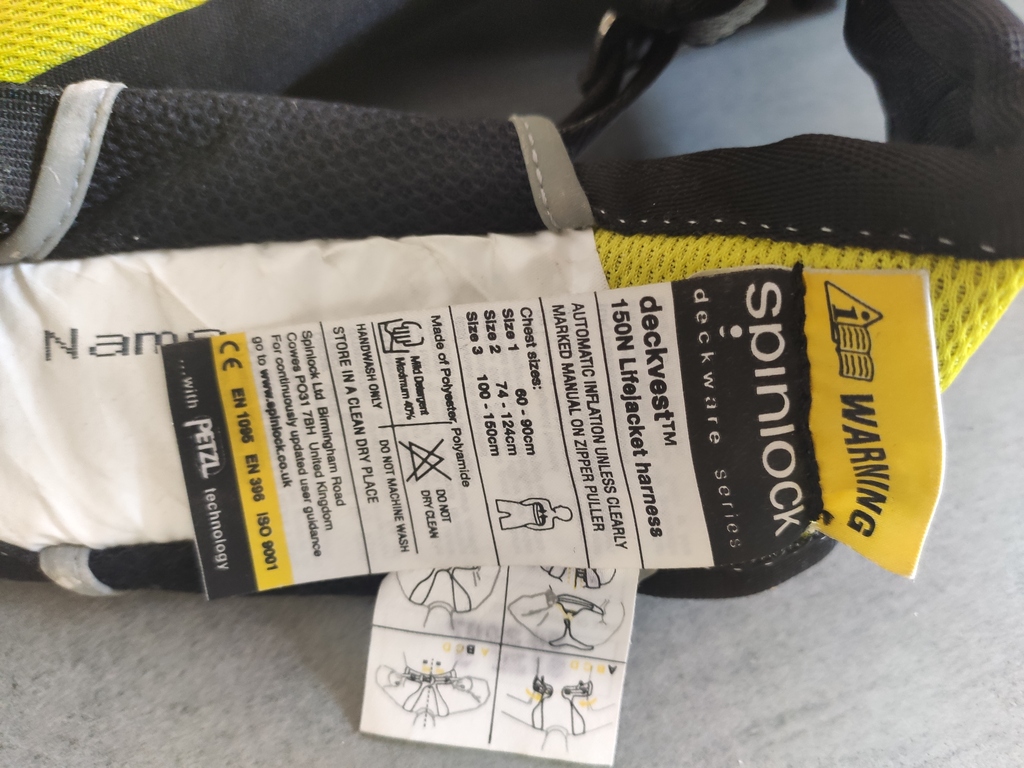 WARNING
spinlock
deckware series
deckvest™
150N Lifejacket harness
AUTOMATIC INFLATION UNLESS CLEARLY
MARKED MANUAL ON ZIPPER PULLER
Chest sizes:
Size 1 60 - 90cm
Size 2 74 - 124cm
Size 3 100 - 150cm
Made of Polyester, Polyamide
Mild Detergent
Maximum 40%
DO NOT
DRY CLEAN
HANDWASH ONLY DO NOT MACHINE WASH
STORE IN A CLEAN DRY PLACE
Spinlock Ltd Birmingham Road
Cowes PO31 7BH United Kingdom
For continuously updated user guidance
go to www.spinlock.co.uk
CE EN 1095 EN 396 ISO 9001
...with PETZL technology
Name
A B C D